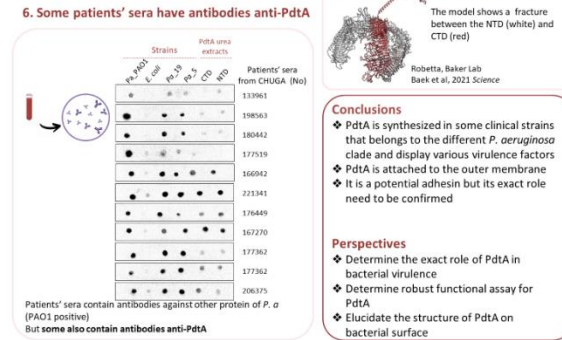 6. Some patients’ sera have antibodies anti-PdtA
Strains
PdtA urea
extracts
Pa_PAO1
E. coli
Pa_19
Pa_5
CTD
NTD
Patients’ sera
from CHUGA (No)
133961
198563
180442
177519
166942
221341
176449
167270
177362
177362
206375
Patients’ sera contain antibodies against other protein of P. a
(PAO1 positive)
But some also contain antibodies anti-PdtA
The model shows a fracture
between the NTD (white) and
CTD (red)
Robetta, Baker Lab
Baek et al, 2021 Science
Conclusions
❖ PdtA is synthesized in some clinical strains
that belongs to the different P. aeruginosa
clade and display various virulence factors
❖ PdtA is attached to the outer membrane
❖ It is a potential adhesin but its exact role
need to be confirmed
Perspectives
❖ Determine the exact role of PdtA in
bacterial virulence
❖ Determine robust functional assay for
PdtA
❖ Elucidate the structure of PdtA on
bacterial surface